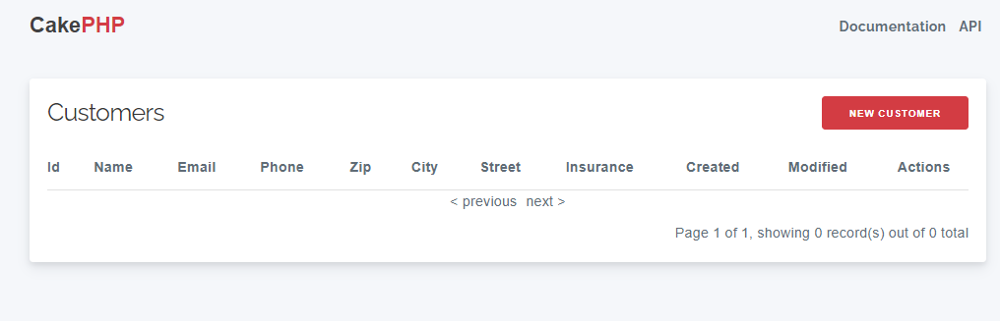 CakePHP Documentation API
Customers NEW CUSTOMER
Id Name Email Phone Zip City Street Insurance Created Modified Actions
< previous next >
Page 1 of 1, showing 0 record(s) out of 0 total